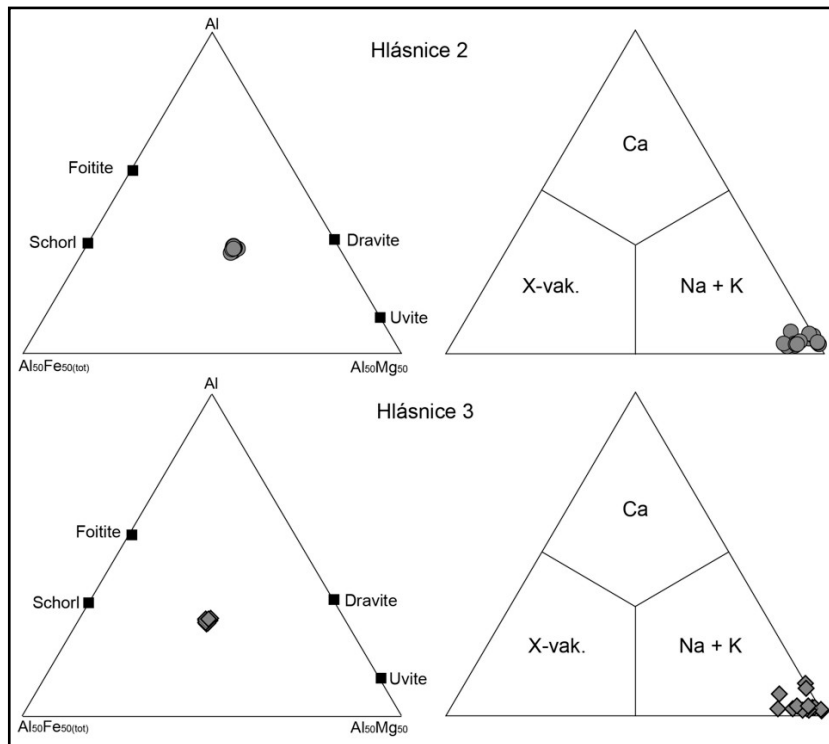 Al
Hlásnice 2
Foitite
Ca
Schorl
Dravite
X-vak.
Na + K
Uvite
Al50Fe50(tot)
Al50Mg50
Al
Hlásnice 3
Foitite
Ca
Schorl
Dravite
X-vak.
Na + K
Uvite
Al50Fe50(tot)
Al50Mg50